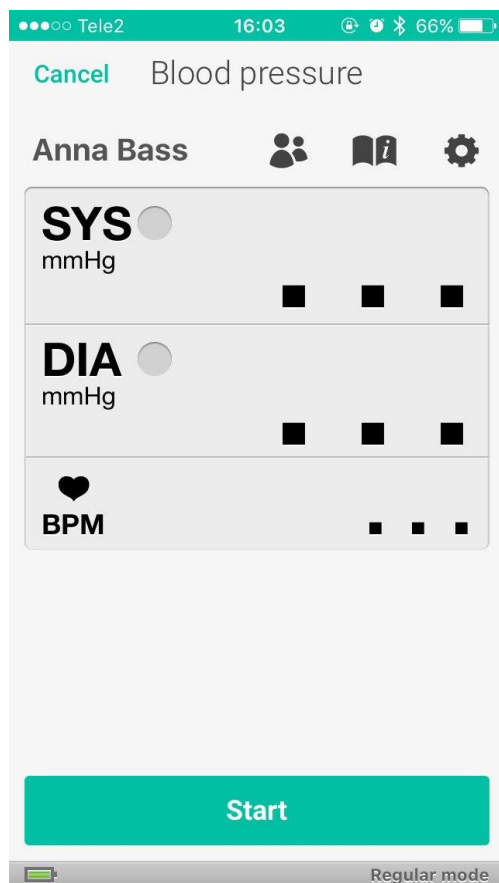 Tele2 16:03 66%
Cancel Blood pressure
Anna Bass
SYS
mmHg
DIA
mmHg
BPM
Start
Regular mode